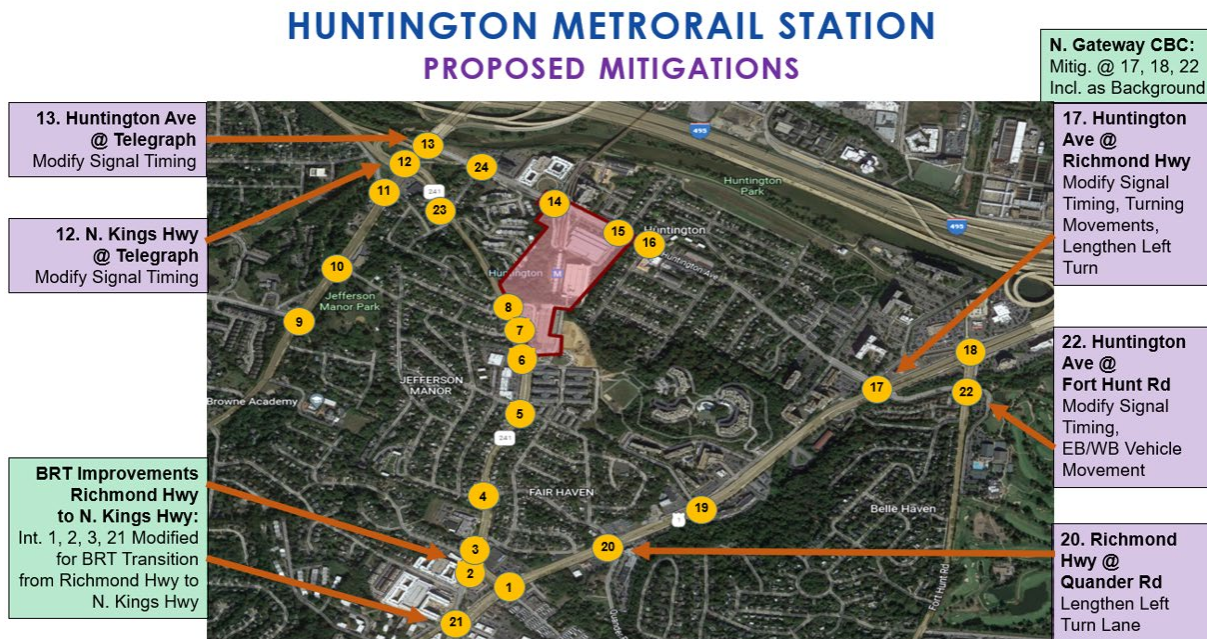 HUNTINGTON METRORAIL STATION
PROPOSED MITIGATIONS
N. Gateway CBC:
Mitig. @ 17, 18, 22
Incl. as Background
13. Huntington Ave
@ Telegraph
Modify Signal Timing
12. N. Kings Hwy
@ Telegraph
Modify Signal Timing
BRT Improvements
Richmond Hwy
to N. Kings Hwy:
Int. 1, 2, 3, 21 Modified
for BRT Transition
from Richmond Hwy to
N. Kings Hwy
17. Huntington
Ave @
Richmond Hwy
Modify Signal
Timing, Turning
Movements,
Lengthen Left
Turn
22. Huntington
Ave @
Fort Hunt Rd
Modify Signal
Timing,
EB/WB Vehicle
Movement
20. Richmond
Hwy @
Quander Rd
Lengthen Left
Turn Lane
495
13
12
24
11
241
23
14
Huntington
Park
15
Huntington
16
495
Huntington Ave
10
Huntington
M
Jefferson
Manor Park
9
8
7
6
18
JEFFERSON
MANOR
17
22
Browne Academy
5
241
4
FAIR HAVEN
19
1
Belle Haven
3
20
2
1
Fort Hunt Rd
21